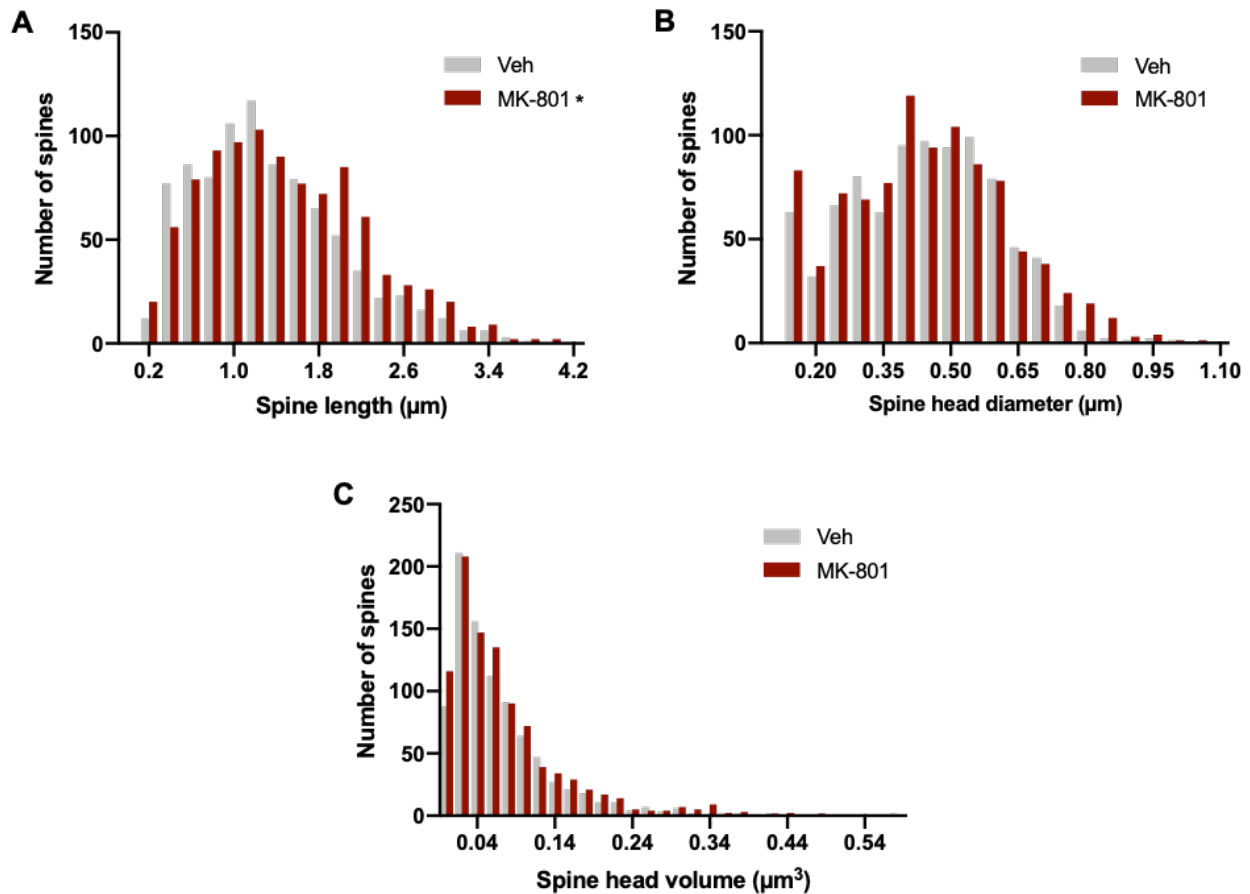 A
150
100
50
0
Number of spines
Veh
MK-801 *
0.2 1.0 1.8 2.6 3.4 4.2
Spine length (µm)
B
150
100
50
0
Number of spines
Veh
MK-801
0.20 0.35 0.50 0.65 0.80 0.95 1.10
Spine head diameter (µm)
C
250
200
150
100
50
0
Number of spines
Veh
MK-801
0.04 0.14 0.24 0.34 0.44 0.54
Spine head volume (µm³)